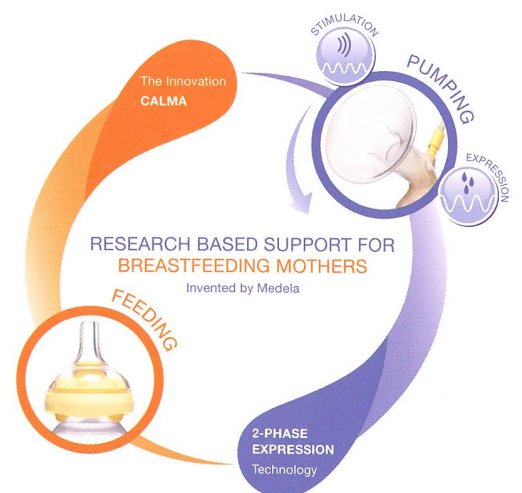 STIMULATION
PUMPING
EXPRESSION
The Innovation
CALMA
RESEARCH BASED SUPPORT FOR
BREASTFEEDING MOTHERS
Invented by Medela
FEEDING
2-PHASE
EXPRESSION
Technology